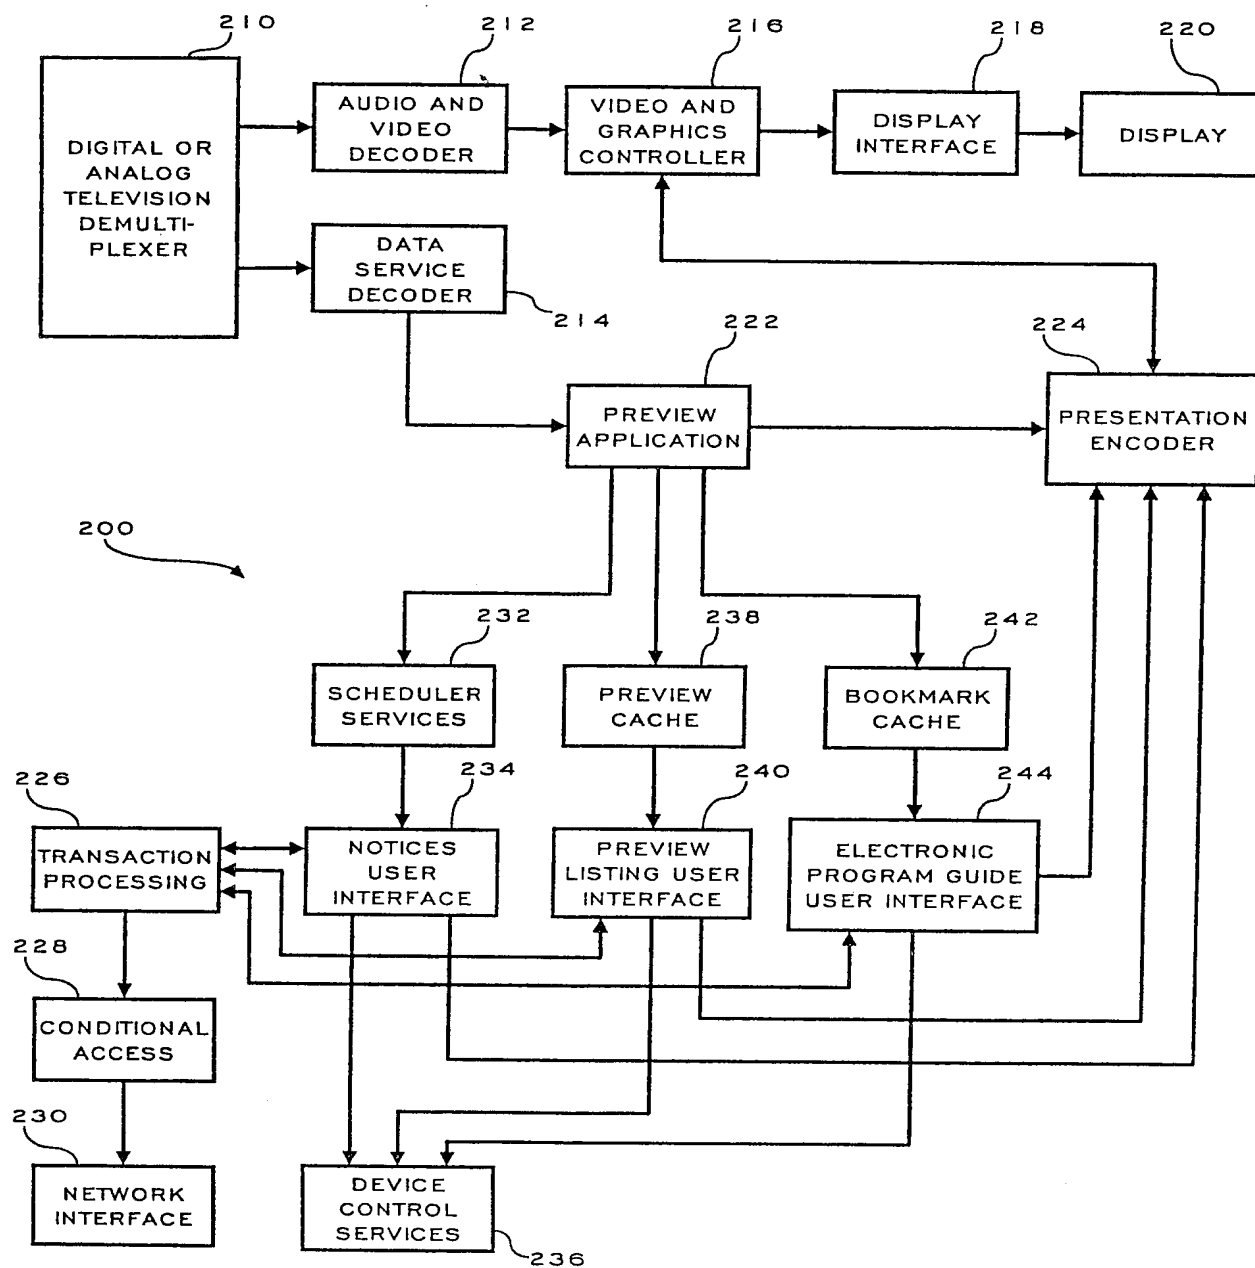 210
212
216
218
220
DIGITAL OR
ANALOG
TELEVISION
DEMULTI-
PLEXER
AUDIO AND
VIDEO
DECODER
VIDEO AND
GRAPHICS
CONTROLLER
DISPLAY
INTERFACE
DISPLAY
DATA
SERVICE
DECODER
214
222
224
PREVIEW
APPLICATION
PRESENTATION
ENCODER
200
232
238
242
SCHEDULER
SERVICES
PREVIEW
CACHE
BOOKMARK
CACHE
226
234
240
244
TRANSACTION
PROCESSING
NOTICES
USER
INTERFACE
PREVIEW
LISTING USER
INTERFACE
ELECTRONIC
PROGRAM GUIDE
USER INTERFACE
228
CONDITIONAL
ACCESS
230
NETWORK
INTERFACE
DEVICE
CONTROL
SERVICES
236